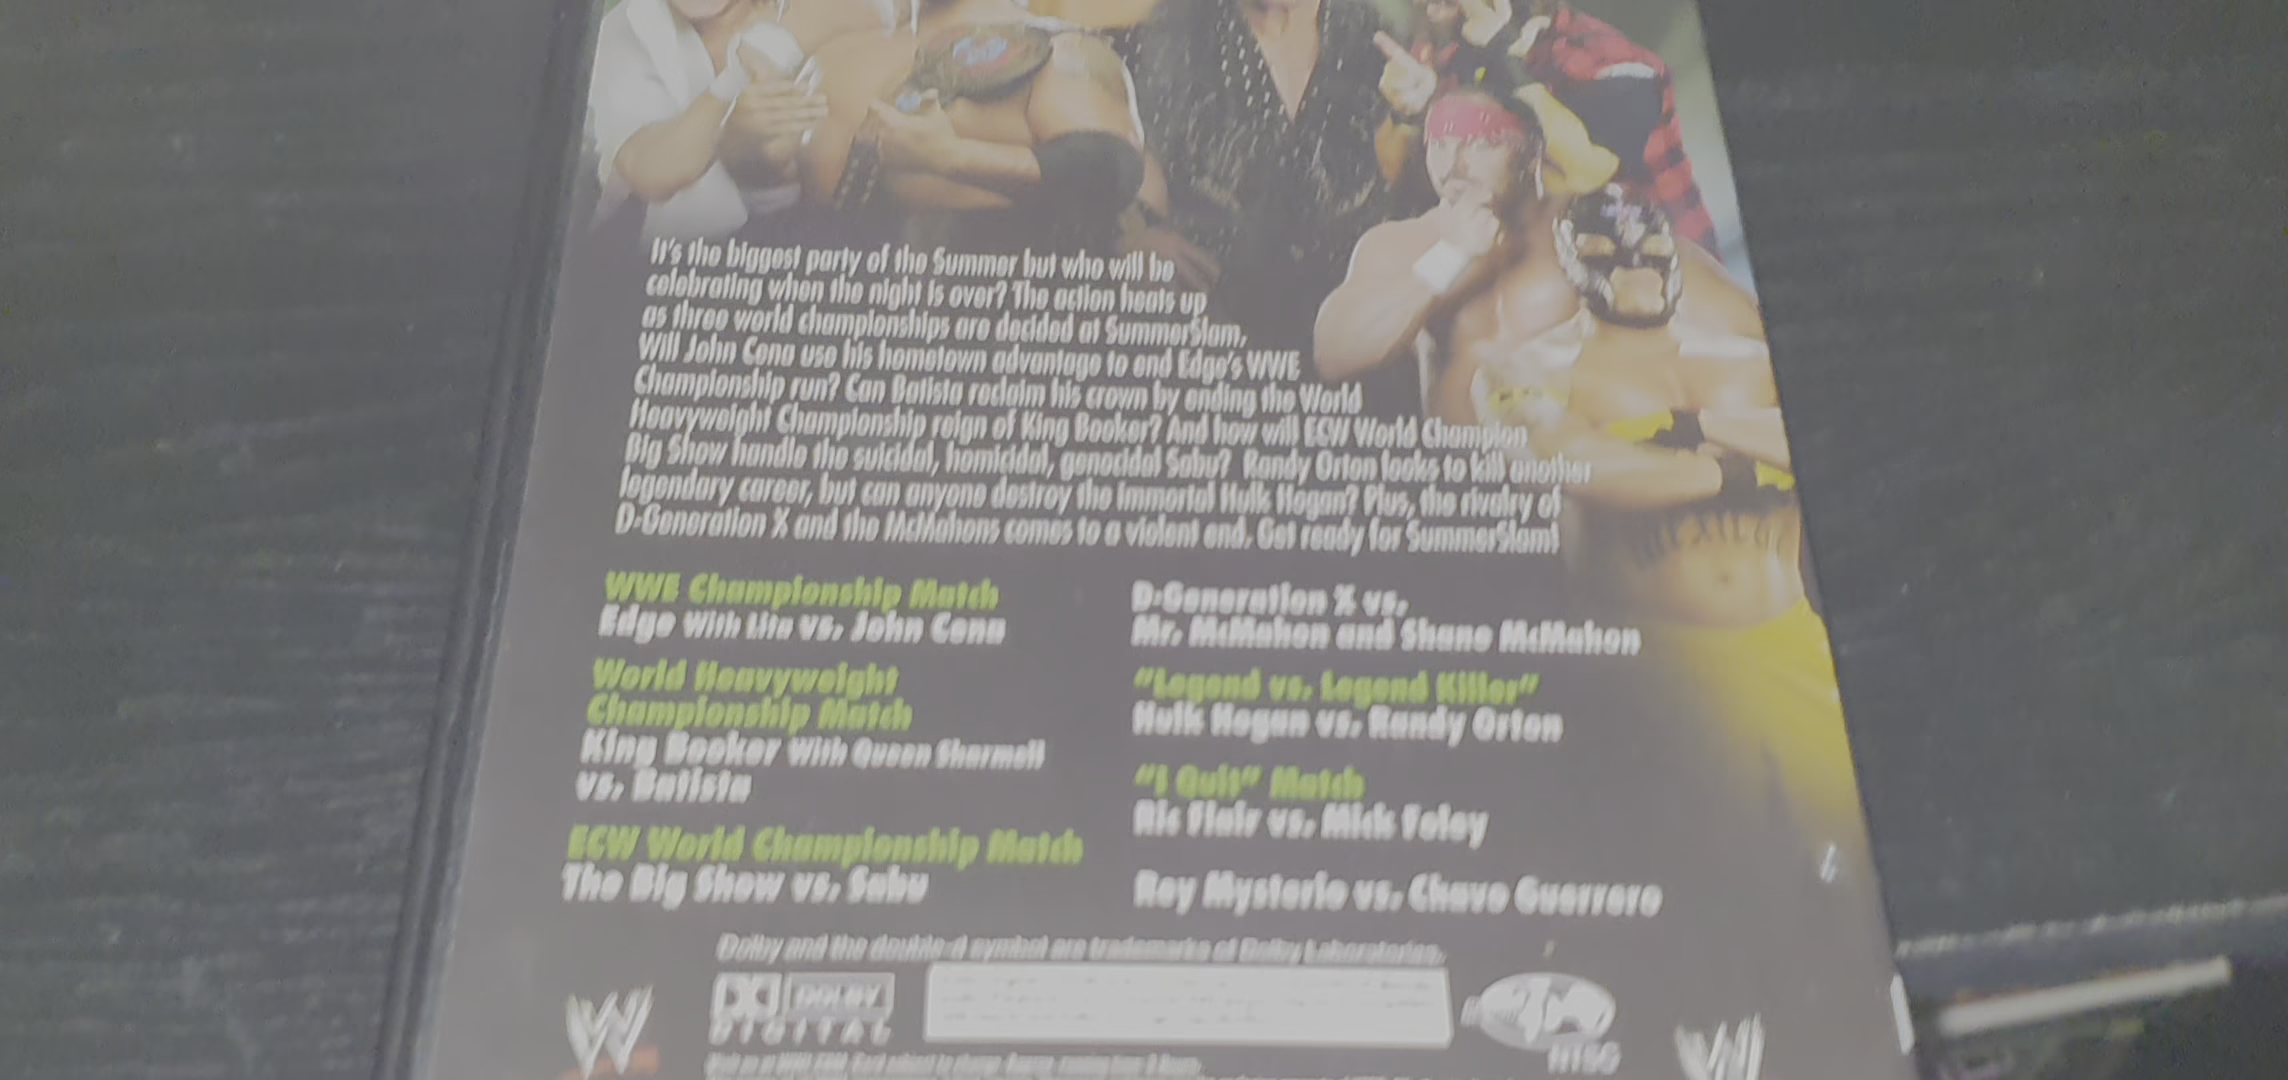 It's the biggest party of the Summer but who will be
celebrating when the night is over? The action heats up
as three world championships are decided at SummerSlam.
Will John Cena use his hometown advantage to end Edge's WWE
Championship run? Can Batista reclaim his crown by ending the World
Heavyweight Championship reign of King Booker? And how will ECW World Champion
Big Show handle the suicidal, homicidal, genocidal Sabu? Randy Orton looks to kill another
legendary career, but can anyone destroy the immortal Hulk Hogan? Plus, the rivalry of
D-Generation X and the McMahons comes to a violent end. Get ready for SummerSlam!
WWE Championship Match
Edge With Lita vs. John Cena
World Heavyweight
Championship Match
King Booker With Queen Sharmell
vs. Batista
ECW World Championship Match
The Big Show vs. Sabu
D-Generation X vs.
Mr. McMahon and Shane McMahon
"Legend vs. Legend Killer"
Hulk Hogan vs. Randy Orton
"I Quit" Match
Ric Flair vs. Mick Foley
Rey Mysterio vs. Chavo Guerrero
Dolby and the double-d symbol are trademarks of Dolby Laboratories.
DOLBY
DIGITAL
NTSC